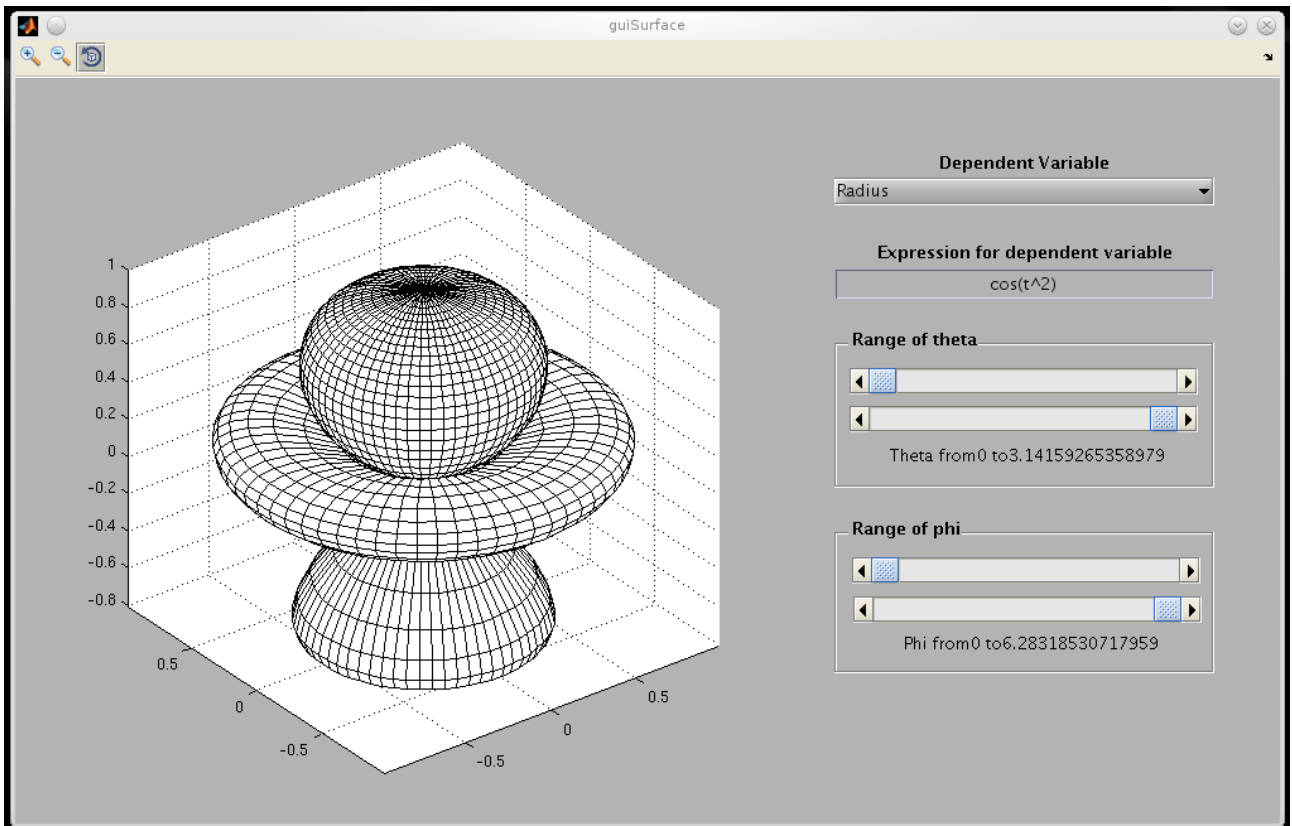 guiSurface
Dependent Variable
Radius
Expression for dependent variable
cos(t^2)
Range of theta
Theta from0 to3.14159265358979
Range of phi
Phi from0 to6.28318530717959
1
0.8
0.6
0.4
0.2
0
-0.2
-0.4
-0.6
-0.8
0.5
0
-0.5
-0.5
0
0.5